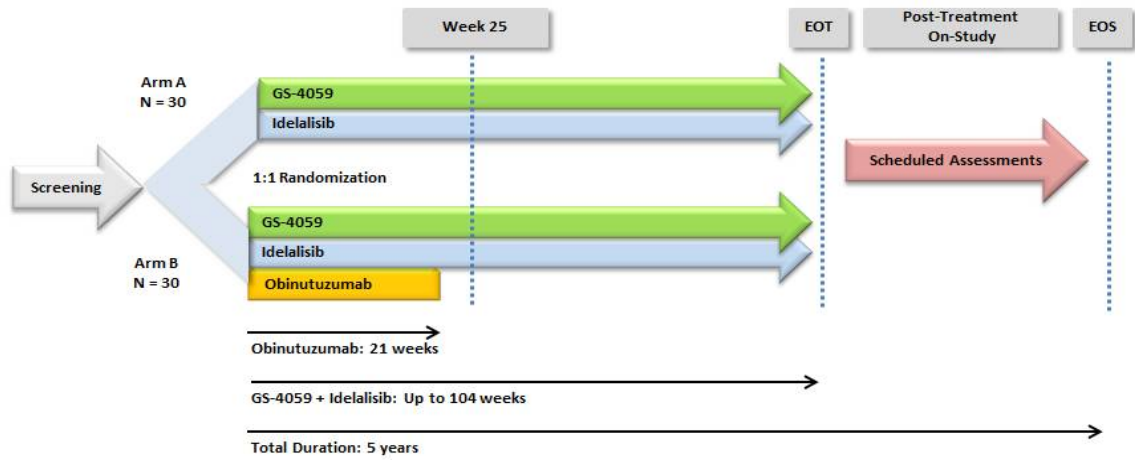 Week 25
EOT
Post-Treatment
On-Study
EOS
Arm A
N = 30
GS-4059
Idelalisib
Screening
1:1 Randomization
Scheduled Assessments
GS-4059
Idelalisib
Arm B
N = 30
Obinutuzumab
Obinutuzumab: 21 weeks
GS-4059 + Idelalisib: Up to 104 weeks
Total Duration: 5 years